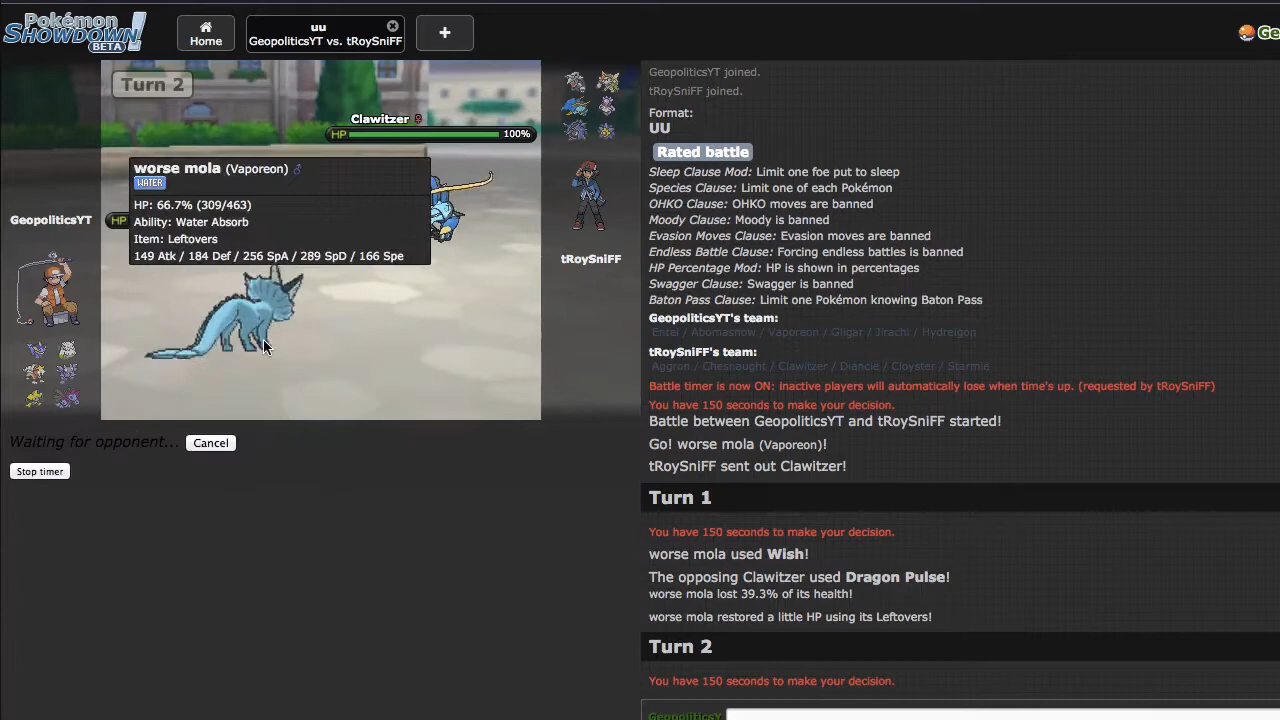 Pokémon
SHOWDOWN!
BETA
Home
uu
GeopoliticsYT vs. tRoySniFF
+
Ge
Turn 2
Clawitzer ♀
HP 100%
worse mola (Vaporeon) ♂
WATER
HP: 66.7% (309/463)
Ability: Water Absorb
Item: Leftovers
149 Atk / 184 Def / 256 SpA / 289 SpD / 166 Spe
GeopoliticsYT
HP
tRoySniFF
Waiting for opponent... Cancel
Stop timer
GeopoliticsYT joined.
tRoySniFF joined.
Format:
UU
Rated battle
Sleep Clause Mod: Limit one foe put to sleep
Species Clause: Limit one of each Pokémon
OHKO Clause: OHKO moves are banned
Moody Clause: Moody is banned
Evasion Moves Clause: Evasion moves are banned
Endless Battle Clause: Forcing endless battles is banned
HP Percentage Mod: HP is shown in percentages
Swagger Clause: Swagger is banned
Baton Pass Clause: Limit one Pokémon knowing Baton Pass
GeopoliticsYT's team:
Entei / Abomasnow / Vaporeon / Gligar / Jirachi / Hydreigon
tRoySniFF's team:
Aggron / Chesnaught / Clawitzer / Diancie / Cloyster / Starmie
Battle timer is now ON: inactive players will automatically lose when time's up. (requested by tRoySniFF)
You have 150 seconds to make your decision.
Battle between GeopoliticsYT and tRoySniFF started!
Go! worse mola (Vaporeon)!
tRoySniFF sent out Clawitzer!
Turn 1
You have 150 seconds to make your decision.
worse mola used Wish!
The opposing Clawitzer used Dragon Pulse!
worse mola lost 39.3% of its health!
worse mola restored a little HP using its Leftovers!
Turn 2
You have 150 seconds to make your decision.
GeopoliticsYT